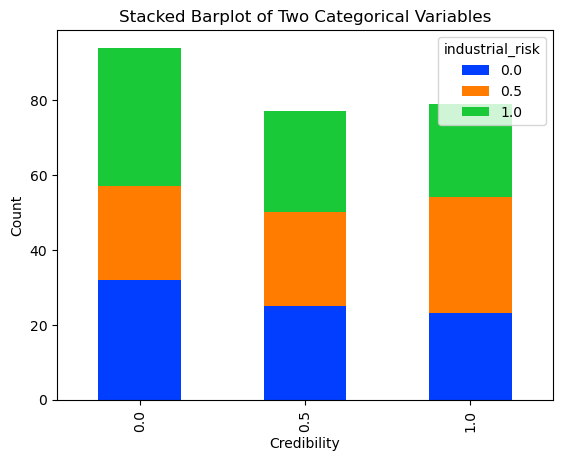 Stacked Barplot of Two Categorical Variables
industrial_risk
0.0
0.5
1.0
Count
80
60
40
20
0
0.0
0.5
1.0
Credibility